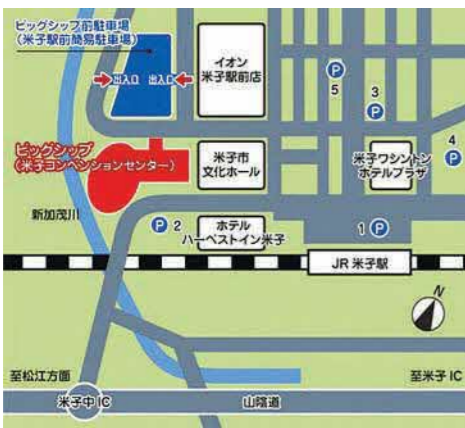 ビッグシップ前駐車場
(米子駅前簡易駐車場)
出入口 出入口
イオン
米子駅前店
P
5
3
P
4
P
ビッグシップ
(米子コンベンションセンター)
米子市
文化ホール
米子ワシントン
ホテルプラザ
新加茂川
P 2
ホテル
ハーベストイン米子
1 P
JR 米子駅
N
至松江方面
至米子 IC
米子中 IC
山陰道